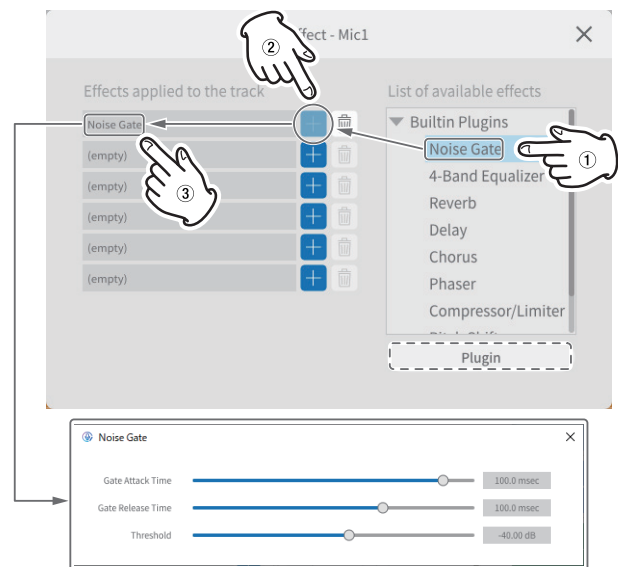 ffect - Mic1
②
Effects applied to the track
List of available effects
Noise Gate
Builtin Plugins
(empty)
Noise Gate
①
(empty)
4-Band Equalizer
③
Reverb
(empty)
Delay
(empty)
Chorus
(empty)
Phaser
Compressor/Limiter
Plugin
Noise Gate
Gate Attack Time 100.0 msec
Gate Release Time 100.0 msec
Threshold -40.00 dB